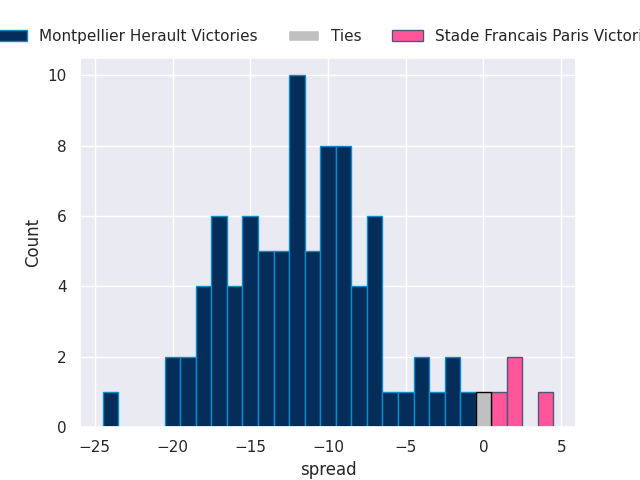 Montpellier Herault Victories Ties Stade Francais Paris Victori
10
8
6
4
2
0
Count
−25 −20 −15 −10 −5 0 5
spread